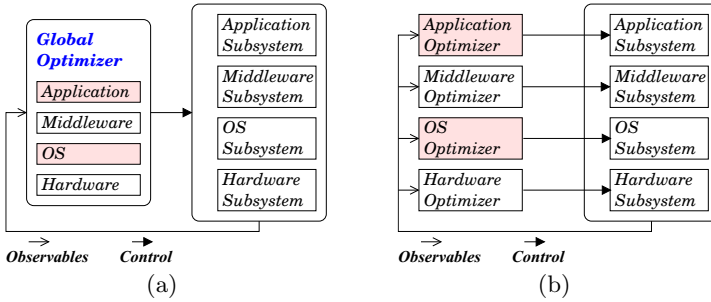 Global
Optimizer
Application
Middleware
OS
Hardware
Application
Subsystem
Middleware
Subsystem
OS
Subsystem
Hardware
Subsystem
Observables
Control
(a)
Application
Optimizer
Middleware
Optimizer
OS
Optimizer
Hardware
Optimizer
Application
Subsystem
Middleware
Subsystem
OS
Subsystem
Hardware
Subsystem
Observables
Control
(b)